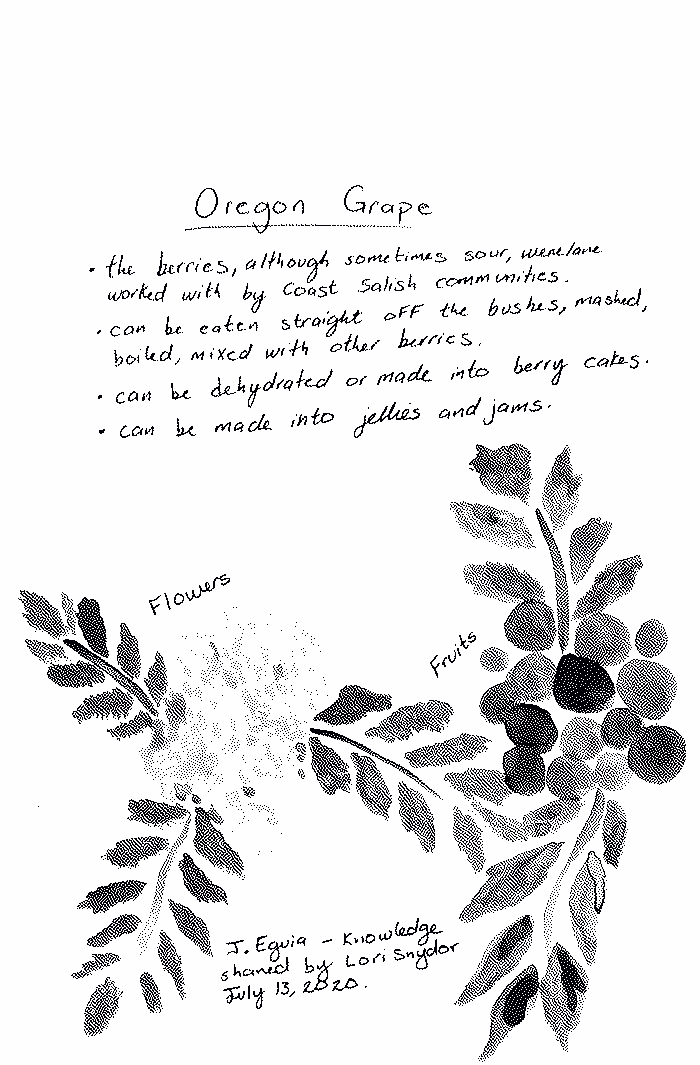 Oregon Grape
• the berries, although sometimes sour, were/are
worked with by Coast Salish communities.
• can be eaten straight off the bushes, mashed,
boiled, mixed with other berries.
• can be dehydrated or made into berry cakes.
• can be made into jellies and jams.
Flowers
Fruits
J. Eguia - Knowledge
shared by Lori Snyder
July 13, 2020.